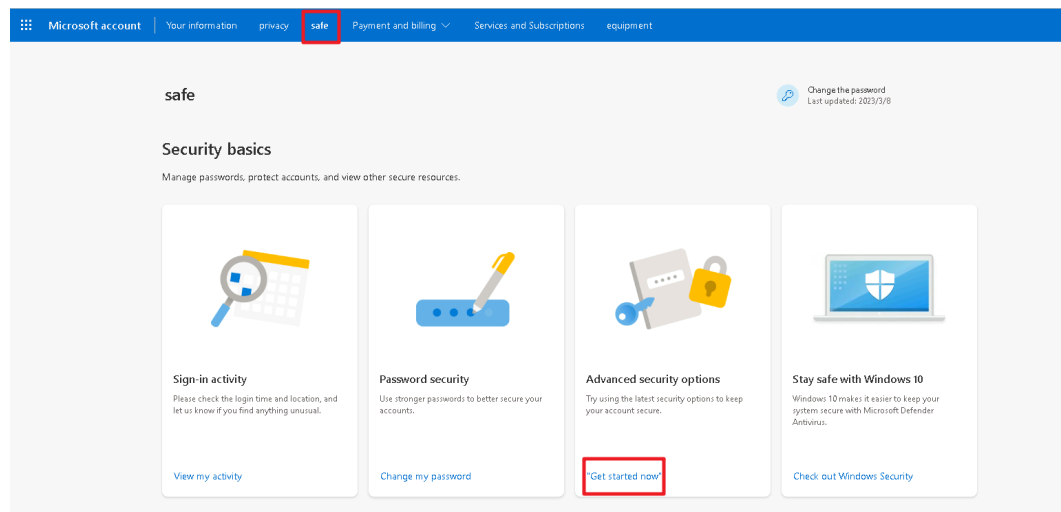 Microsoft account Your information privacy safe Payment and billing Services and Subscriptions equipment
safe
Change the password
Last updated: 2023/3/8
Security basics
Manage passwords, protect accounts, and view other secure resources.
Sign-in activity
Please check the login time and location, and
let us know if you find anything unusual.
View my activity
Password security
Use stronger passwords to better secure your
accounts.
Change my password
Advanced security options
Try using the latest security options to keep
your account secure.
"Get started now"
Stay safe with Windows 10
Windows 10 makes it easier to keep your
system secure with Microsoft Defender
Antivirus.
Check out Windows Security